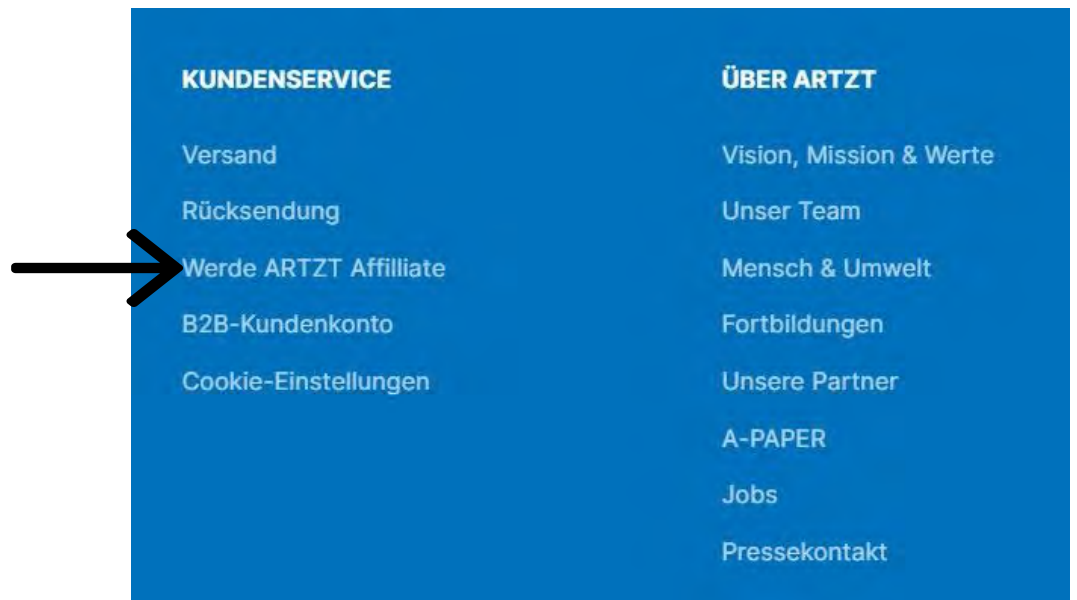 KUNDENSERVICE
Versand
Rücksendung
Werde ARTZT Affilliate
B2B-Kundenkonto
Cookie-Einstellungen
ÜBER ARTZT
Vision, Mission & Werte
Unser Team
Mensch & Umwelt
Fortbildungen
Unsere Partner
A-PAPER
Jobs
Pressekontakt